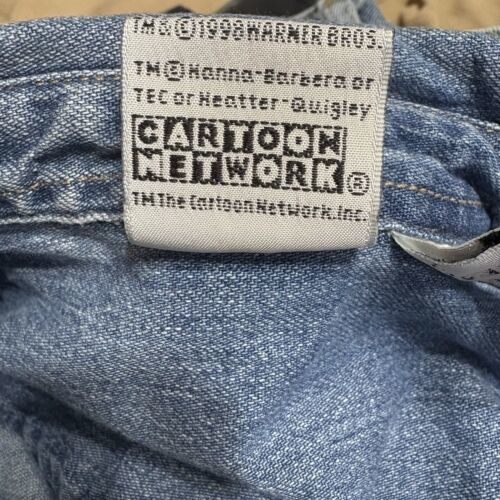 TM&©1998 WARNER BROS.
TM® Hanna-Barbera or
TEC or Heatter-Quigley
CARTOON
NETWORK®
TM The Cartoon Network, Inc.